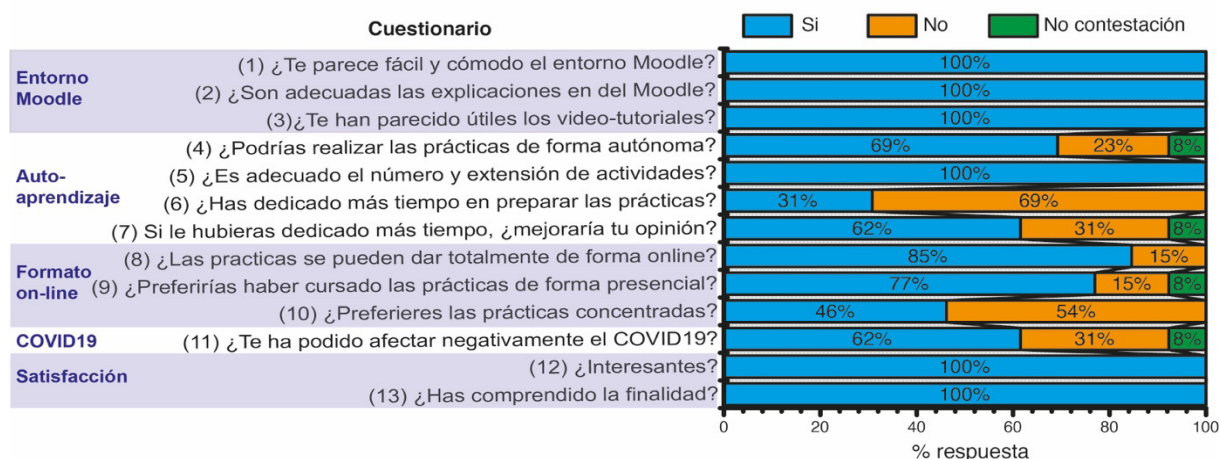 Cuestionario
Si No No contestación
Entorno Moodle
(1) ¿Te parece fácil y cómodo el entorno Moodle? 100%
(2) ¿Son adecuadas las explicaciones en del Moodle? 100%
(3)¿Te han parecido útiles los video-tutoriales? 100%
Auto-aprendizaje
(4) ¿Podrías realizar las prácticas de forma autónoma? 69% 23% 8%
(5) ¿Es adecuado el número y extensión de actividades? 100%
(6) ¿Has dedicado más tiempo en preparar las prácticas? 31% 69%
(7) Si le hubieras dedicado más tiempo, ¿mejoraría tu opinión? 62% 31% 8%
Formato on-line
(8) ¿Las practicas se pueden dar totalmente de forma online? 85% 15%
(9) ¿Preferirías haber cursado las prácticas de forma presencial? 77% 15% 8%
(10) ¿Preferieres las prácticas concentradas? 46% 54%
COVID19
(11) ¿Te ha podido afectar negativamente el COVID19? 62% 31% 8%
Satisfacción
(12) ¿Interesantes? 100%
(13) ¿Has comprendido la finalidad? 100%
0 20 40 60 80 100
% respuesta